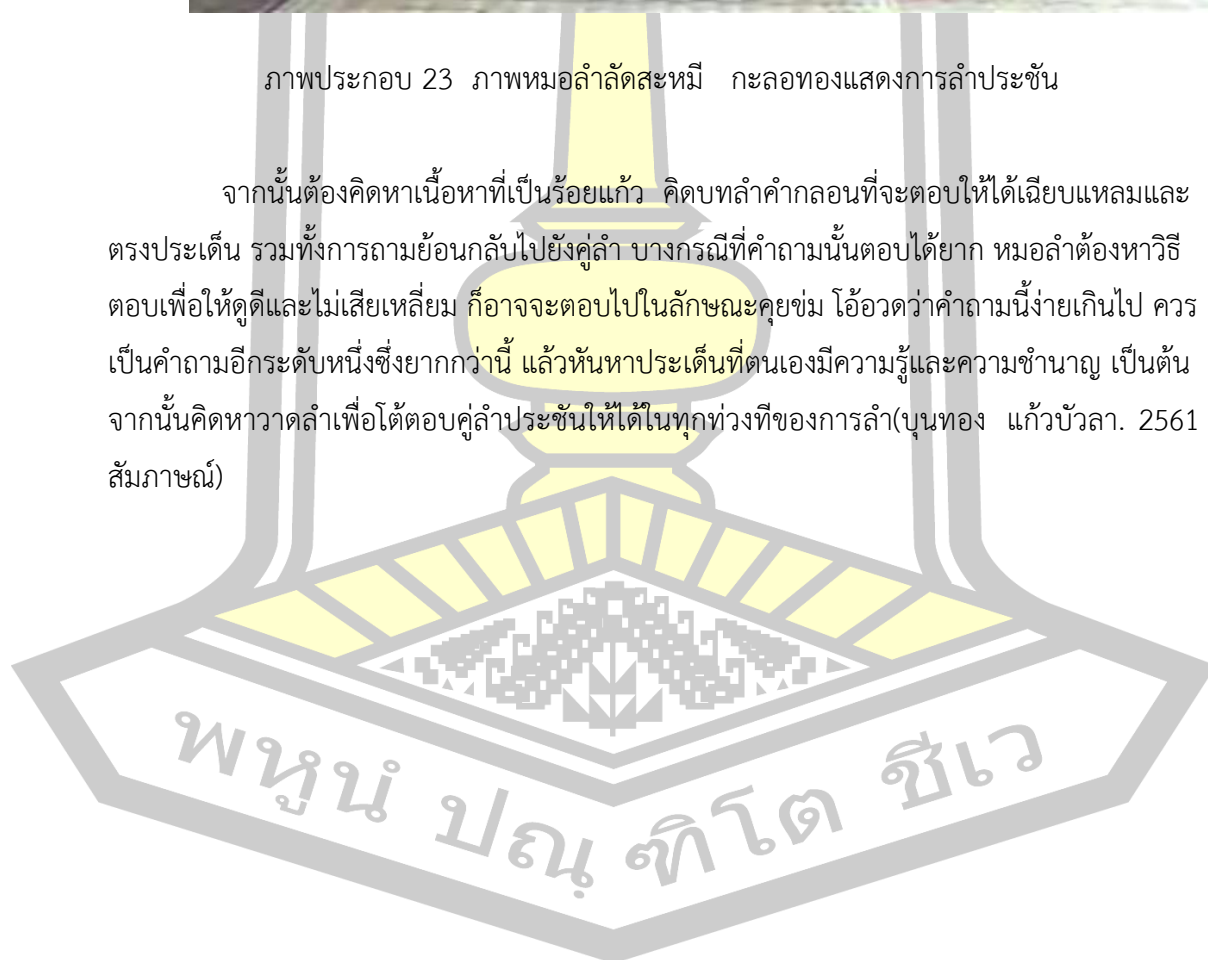 ภาพประกอบ 23 ภาพหมอลำลัดสะหมี กะลอทองแสดงการลำประชัน
จากนั้นต้องคิดหาเนื้อหาที่เป็นร้อยแก้ว คิดบทลำคำกลอนที่จะตอบให้ได้เฉียบแหลมและ
ตรงประเด็น รวมทั้งการถามย้อนกลับไปยังคู่ลำ บางกรณีที่คำถามนั้นตอบได้ยาก หมอลำต้องหาวิธี
ตอบเพื่อให้ดูดีและไม่เสียเหลี่ยม ก็อาจจะตอบไปในลักษณะคุยข่ม โอ้อวดว่าคำถามนี้ง่ายเกินไป ควร
เป็นคำถามอีกระดับหนึ่งซึ่งยากกว่านี้ แล้วหันหาประเด็นที่ตนเองมีความรู้และความชำนาญ เป็นต้น
จากนั้นคิดหาวาดลำเพื่อโต้ตอบคู่ลำประชันให้ได้ในทุกท่วงทีของการลำ(บุนทอง แก้วบัวลา. 2561
สัมภาษณ์)
พหูนํ ปณฺฑิโต ชีเว